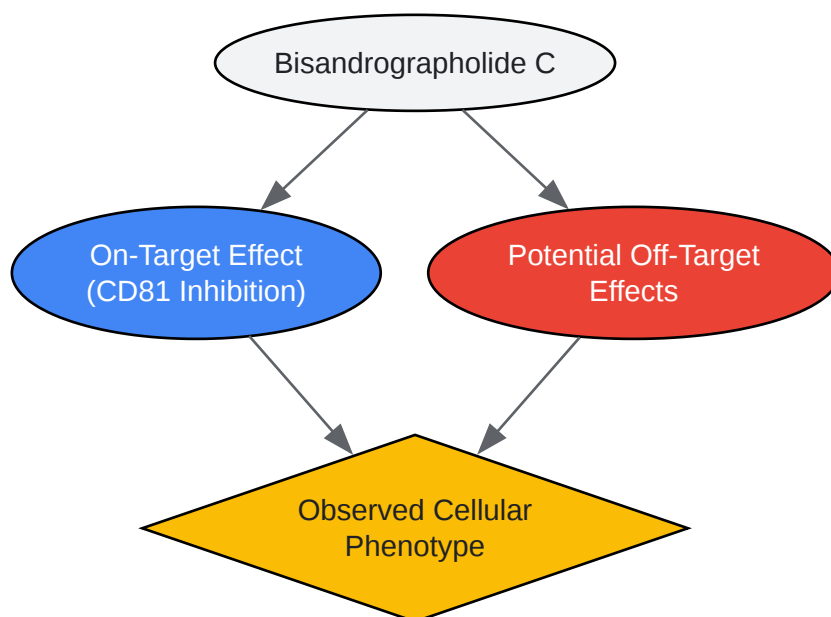 Bisandrographolide C
On-Target Effect
(CD81 Inhibition)
Potential Off-Target
Effects
Observed Cellular
Phenotype